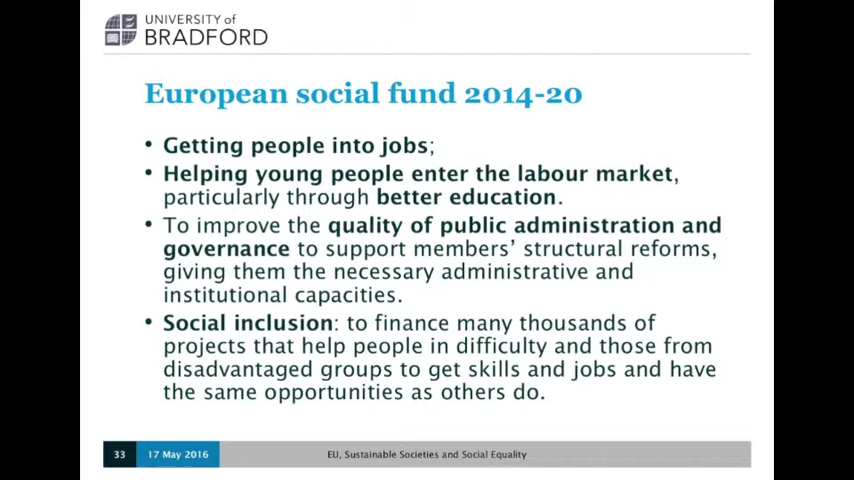 UNIVERSITY of
BRADFORD
European social fund 2014-20
• Getting people into jobs;
• Helping young people enter the labour market,
particularly through better education.
• To improve the quality of public administration and
governance to support members’ structural reforms,
giving them the necessary administrative and
institutional capacities.
• Social inclusion: to finance many thousands of
projects that help people in difficulty and those from
disadvantaged groups to get skills and jobs and have
the same opportunities as others do.
33 17 May 2016 EU, Sustainable Societies and Social Equality